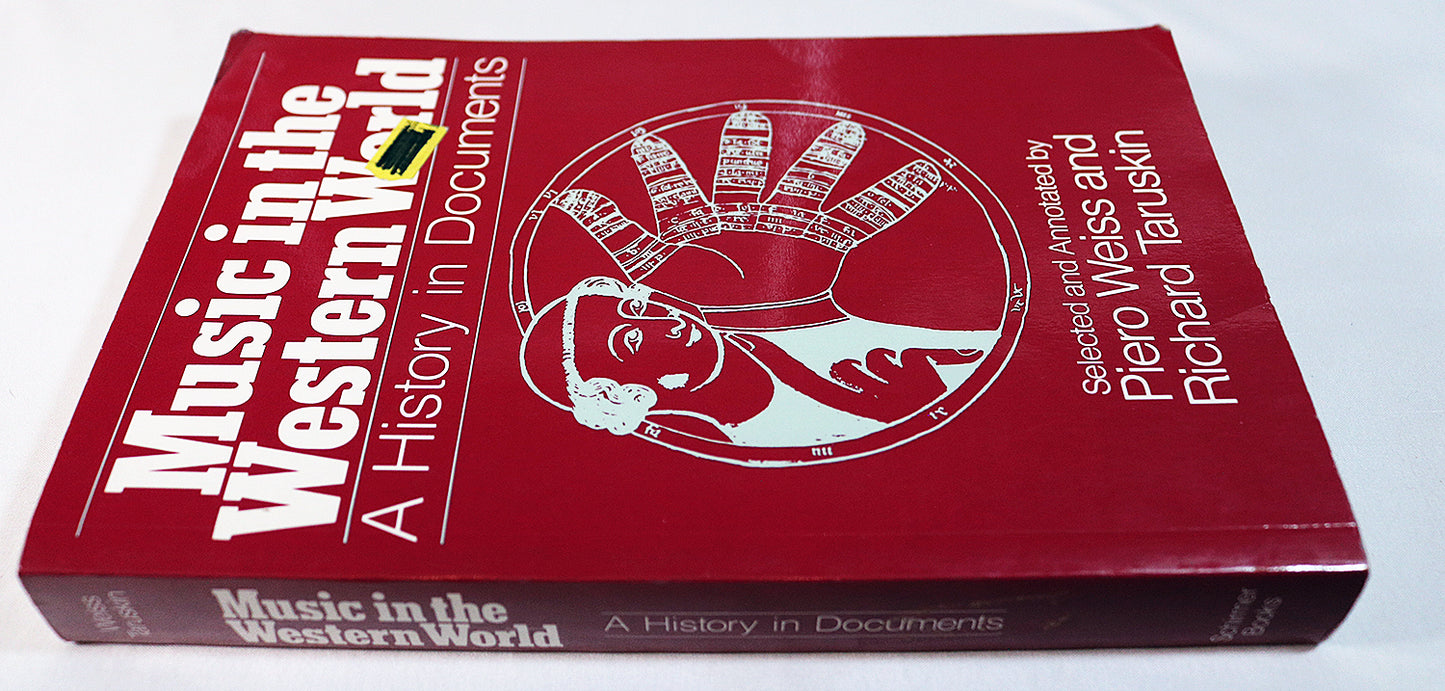 Music in the
Western World
A History in Documents
Selected and Annotated by
Piero Weiss and
Richard Taruskin
Weiss
Taruskin
Music in the
Western World
A History in Documents
Schirmer
Books